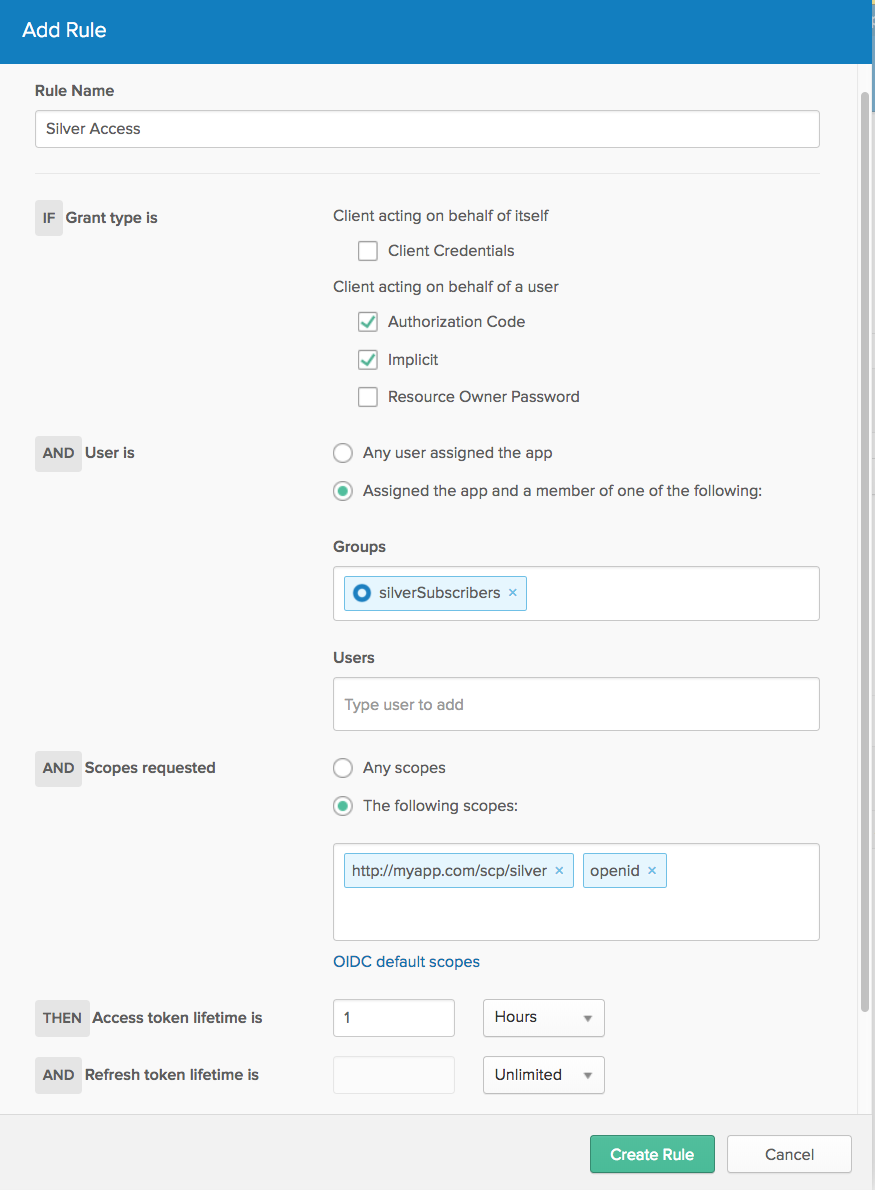 Add Rule
Rule Name
Silver Access
IF Grant type is
Client acting on behalf of itself
Client Credentials
Client acting on behalf of a user
Authorization Code
Implicit
Resource Owner Password
AND User is
Any user assigned the app
Assigned the app and a member of one of the following:
Groups
silverSubscribers ×
Users
Type user to add
AND Scopes requested
Any scopes
The following scopes:
http://myapp.com/scp/silver × openid ×
OIDC default scopes
THEN Access token lifetime is 1 Hours
AND Refresh token lifetime is Unlimited
Create Rule Cancel